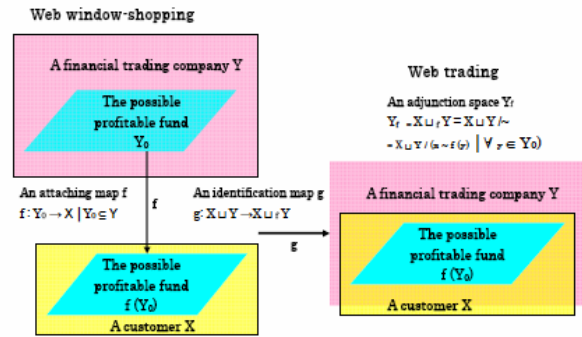 Web window-shopping
A financial trading company Y
The possible
profitable fund
Y₀
An attaching map f
f : Y₀ → X | Y₀ ⊆ Y
f
An identification map g
g: X⊔Y → X⊔f Y
g
The possible
profitable fund
f (Y₀)
A customer X
Web trading
An adjunction space Yf
Yf = X⊔f Y = X⊔Y /~
= X⊔Y / (x ~ f (y) | ∀ y ∈ Y₀)
A financial trading company Y
The possible
profitable fund
f (Y₀)
A customer X